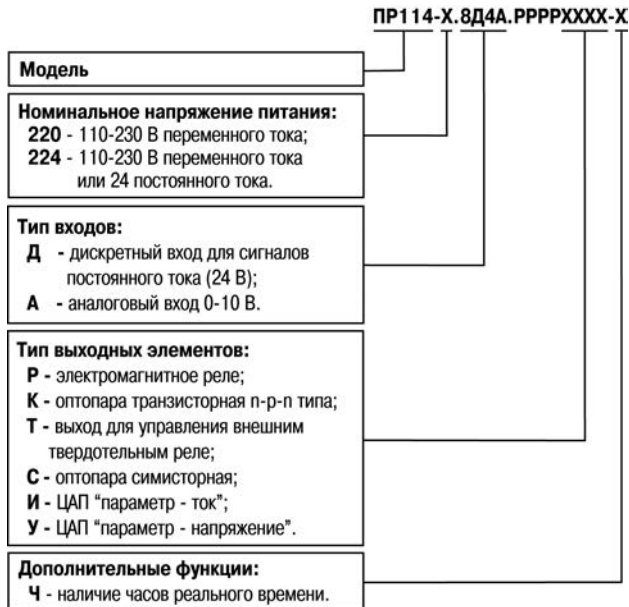 ПР114-Х.8Д4А.РРРРХХХХ-Х
Модель
Номинальное напряжение питания:
220 - 110-230 В переменного тока;
224 - 110-230 В переменного тока
или 24 постоянного тока.
Тип входов:
Д - дискретный вход для сигналов
постоянного тока (24 В);
А - аналоговый вход 0-10 В.
Тип выходных элементов:
Р - электромагнитное реле;
К - оптопара транзисторная n-p-n типа;
Т - выход для управления внешним
твердотельным реле;
С - оптопара симисторная;
И - ЦАП “параметр - ток”;
У - ЦАП “параметр - напряжение”.
Дополнительные функции:
Ч - наличие часов реального времени.